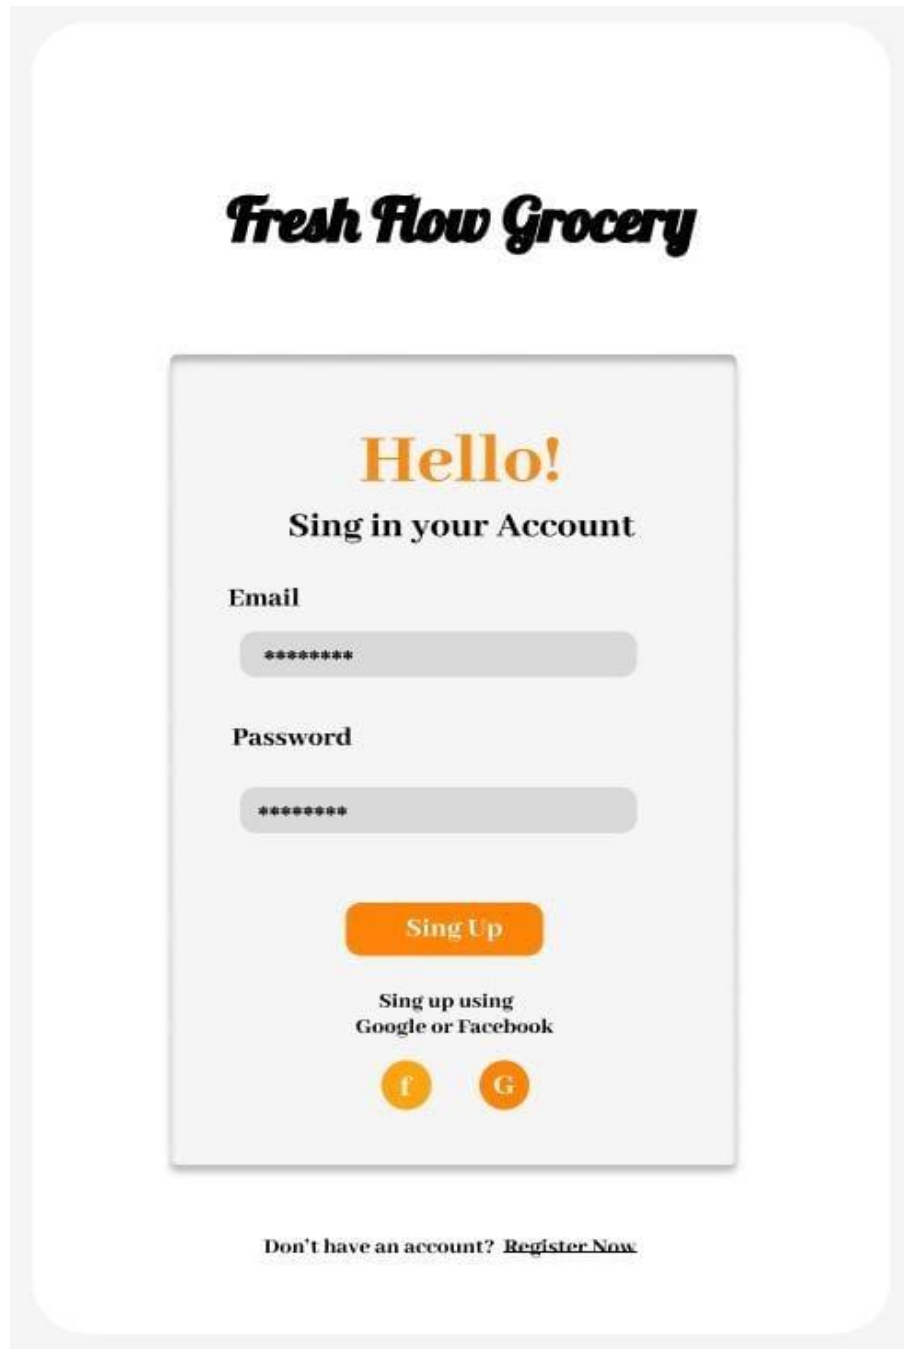 Fresh Flow Grocery
Hello!
Sing in your Account
Email
********
Password
********
Sing Up
Sing up using
Google or Facebook
f G
Don't have an account? Register Now